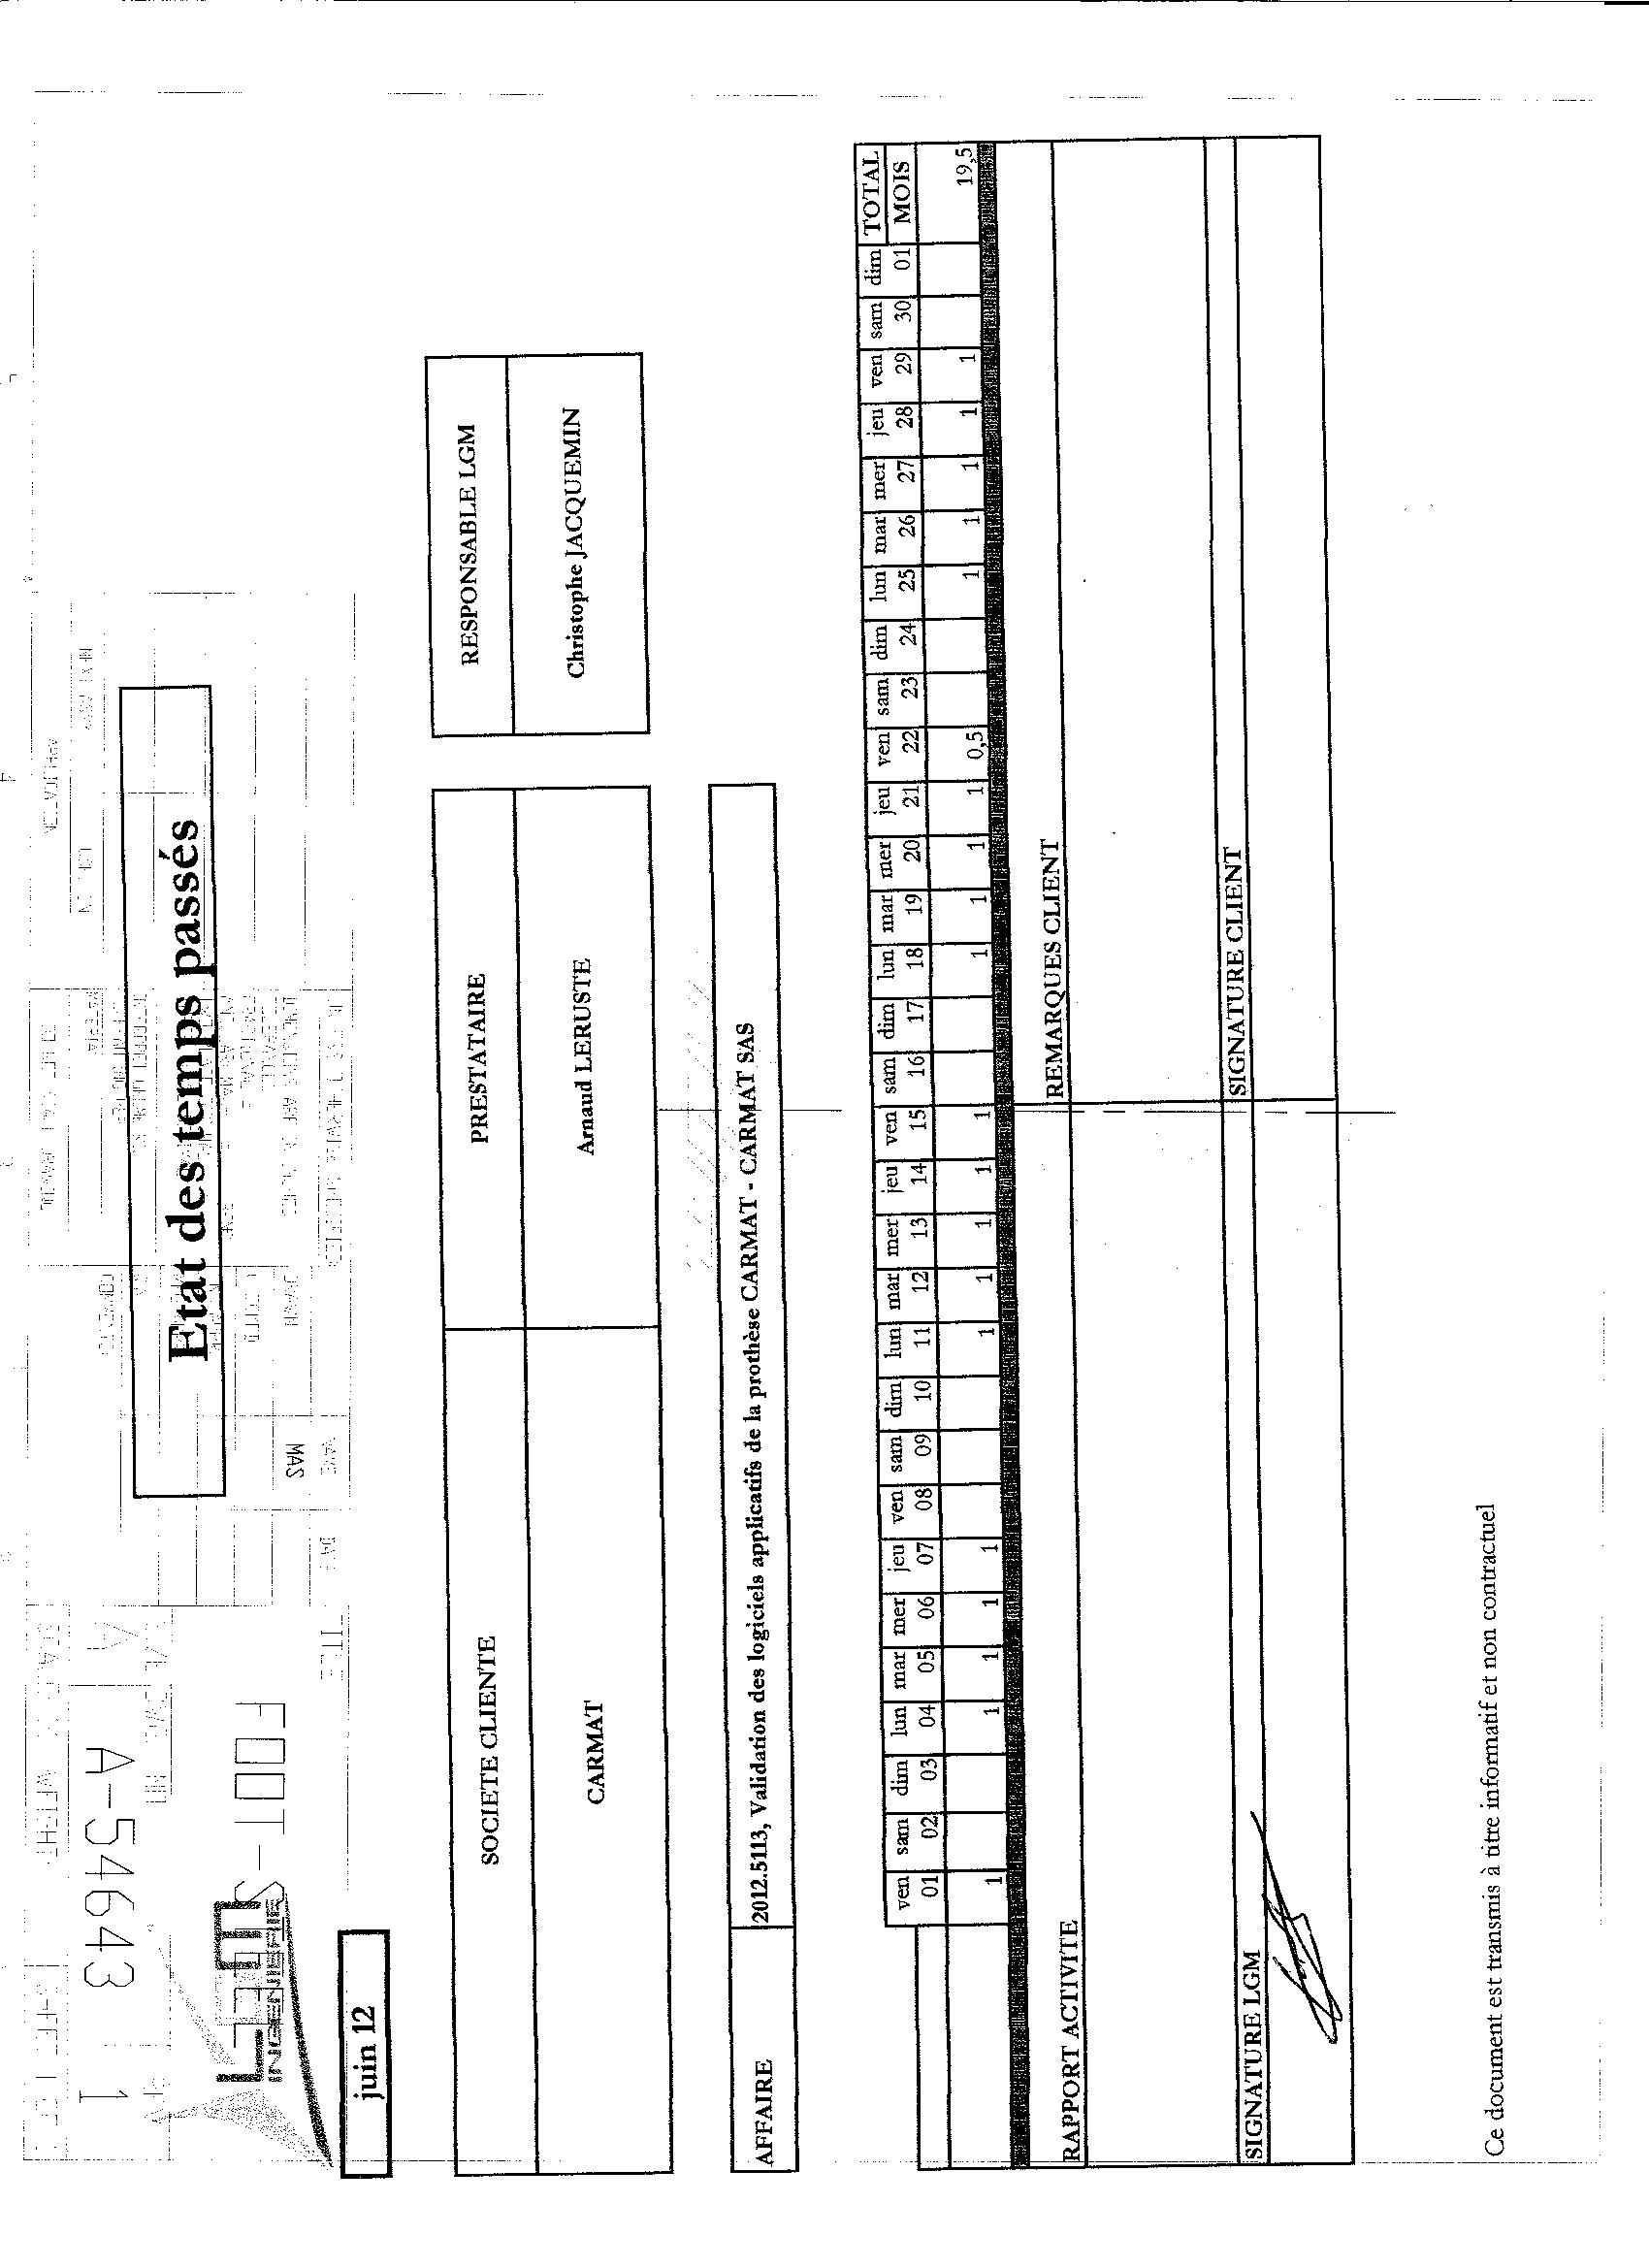 Etat des temps passés
A-54643
1
FOOT-S
TITLE
MAS
INGENIERIE
juin 12
SOCIETE CLIENTE PRESTATAIRE RESPONSABLE LGM
CARMAT Arnaud LERUSTE Christophe JACQUEMIN
AFFAIRE 2012.5113, Validation des logiciels applicatifs de la prothèse CARMAT - CARMAT SAS
ven sam dim lun mar mer jeu ven sam dim lun mar mer jeu ven sam dim lun mar mer jeu ven sam dim lun mar mer jeu ven sam dim TOTAL
01 02 03 04 05 06 07 08 09 10 11 12 13 14 15 16 17 18 19 20 21 22 23 24 25 26 27 28 29 30 01 MOIS
1 1 1 1 1 1 1 1 1 1 1 1 1 1 0,5 1 1 1 1 1 19,5
RAPPORT ACTIVITE REMARQUES CLIENT
SIGNATURE LGM SIGNATURE CLIENT
Ce document est transmis à titre informatif et non contractuel